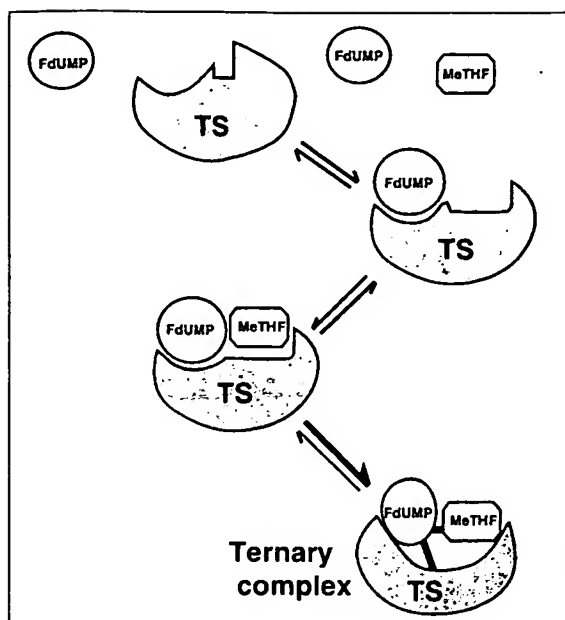 FdUMP
FdUMP
MeTHF
TS
FdUMP
TS
FdUMP
MeTHF
TS
FdUMP
MeTHF
Ternary
complex
TS